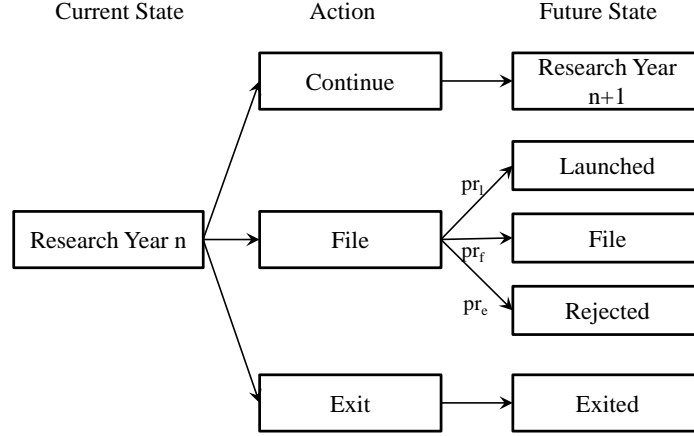 Current State
Action
Future State
Continue
Research Year
n+1
Launched
pr_l
Research Year n
File
File
pr_f
Rejected
pr_e
Exit
Exited